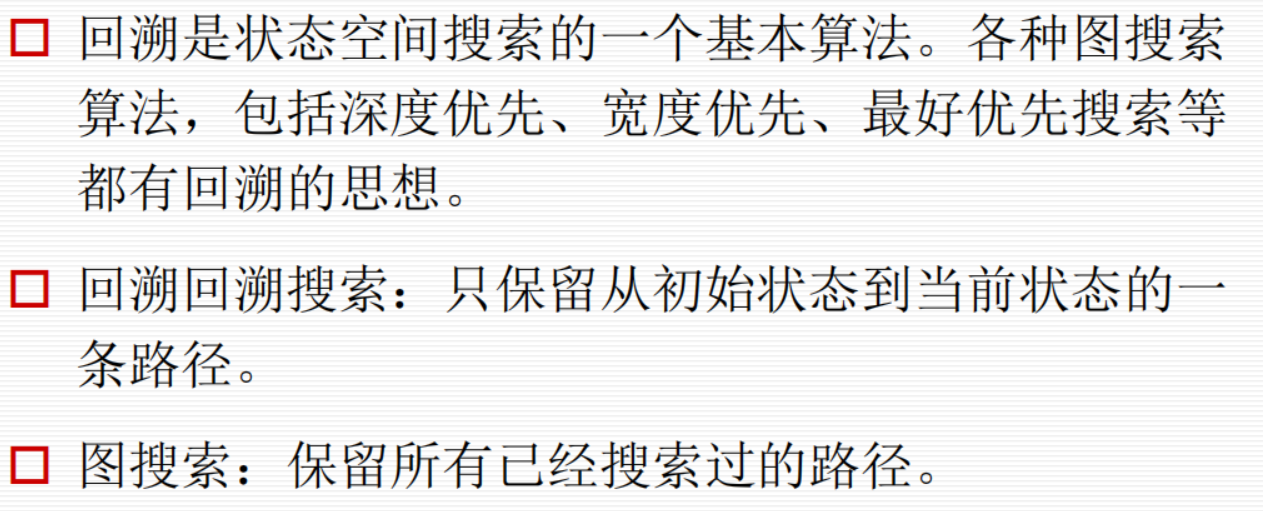 回溯是状态空间搜索的一个基本算法。各种图搜索
算法，包括深度优先、宽度优先、最好优先搜索等
都有回溯的思想。
回溯回溯搜索：只保留从初始状态到当前状态的一
条路径。
图搜索：保留所有已经搜索过的路径。